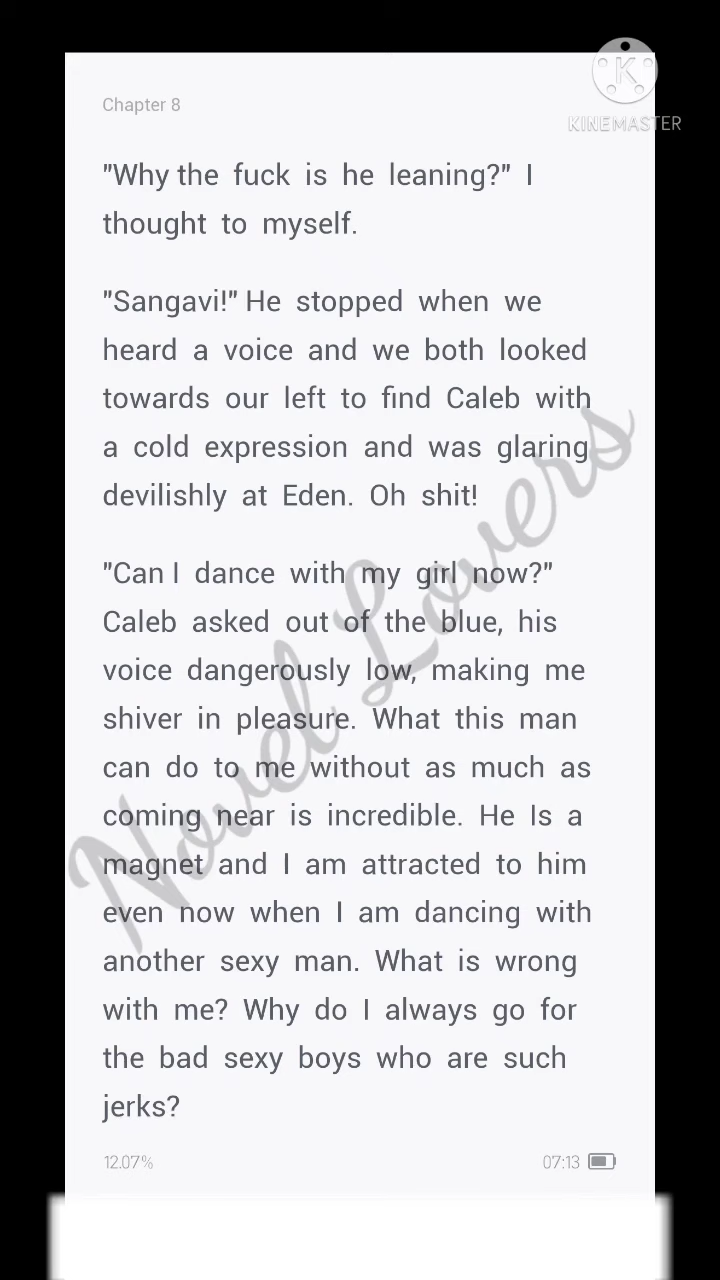 KINEMASTER
Chapter 8
"Why the fuck is he leaning?" I
thought to myself.
"Sangavi!" He stopped when we
heard a voice and we both looked
towards our left to find Caleb with
a cold expression and was glaring
devilishly at Eden. Oh shit!
"Can I dance with my girl now?"
Caleb asked out of the blue, his
voice dangerously low, making me
shiver in pleasure. What this man
can do to me without as much as
coming near is incredible. He Is a
magnet and I am attracted to him
even now when I am dancing with
another sexy man. What is wrong
with me? Why do I always go for
the bad sexy boys who are such
jerks?
Novel Lovers
12.07%
07:13